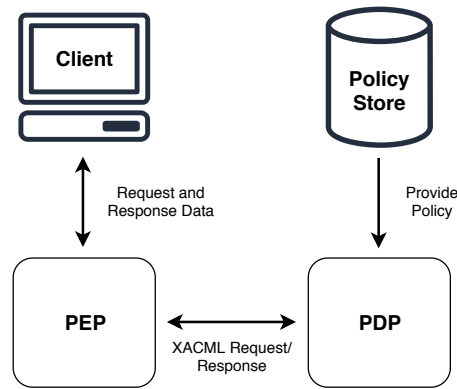 Client
Policy
Store
Request and
Response Data
Provide
Policy
PEP
PDP
XACML Request/
Response